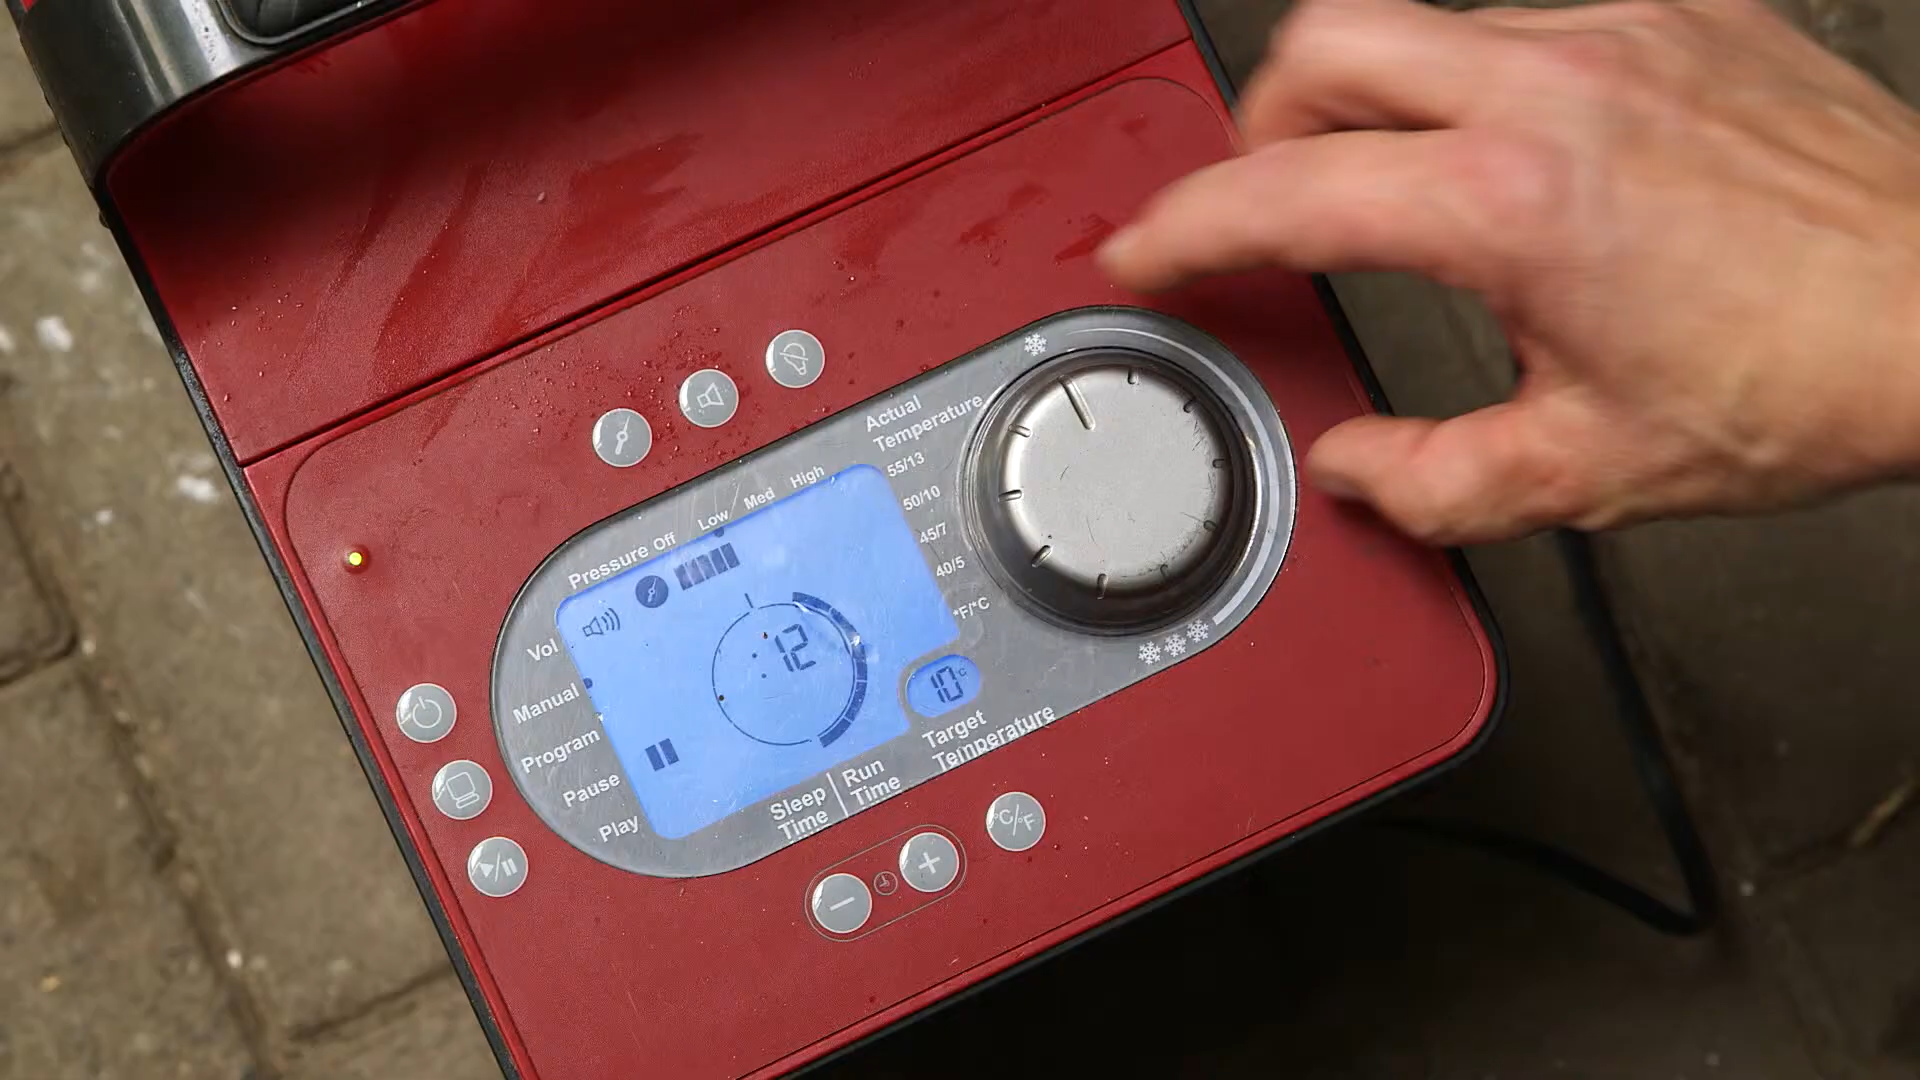 Actual
Temperature
55/13
50/10
45/7
40/5
°F/°C
Pressure Off Low Med High
Vol
Manual
Program
Pause
Play
12
10°C
Target
Temperature
Sleep
Time
Run
Time
°C/°F